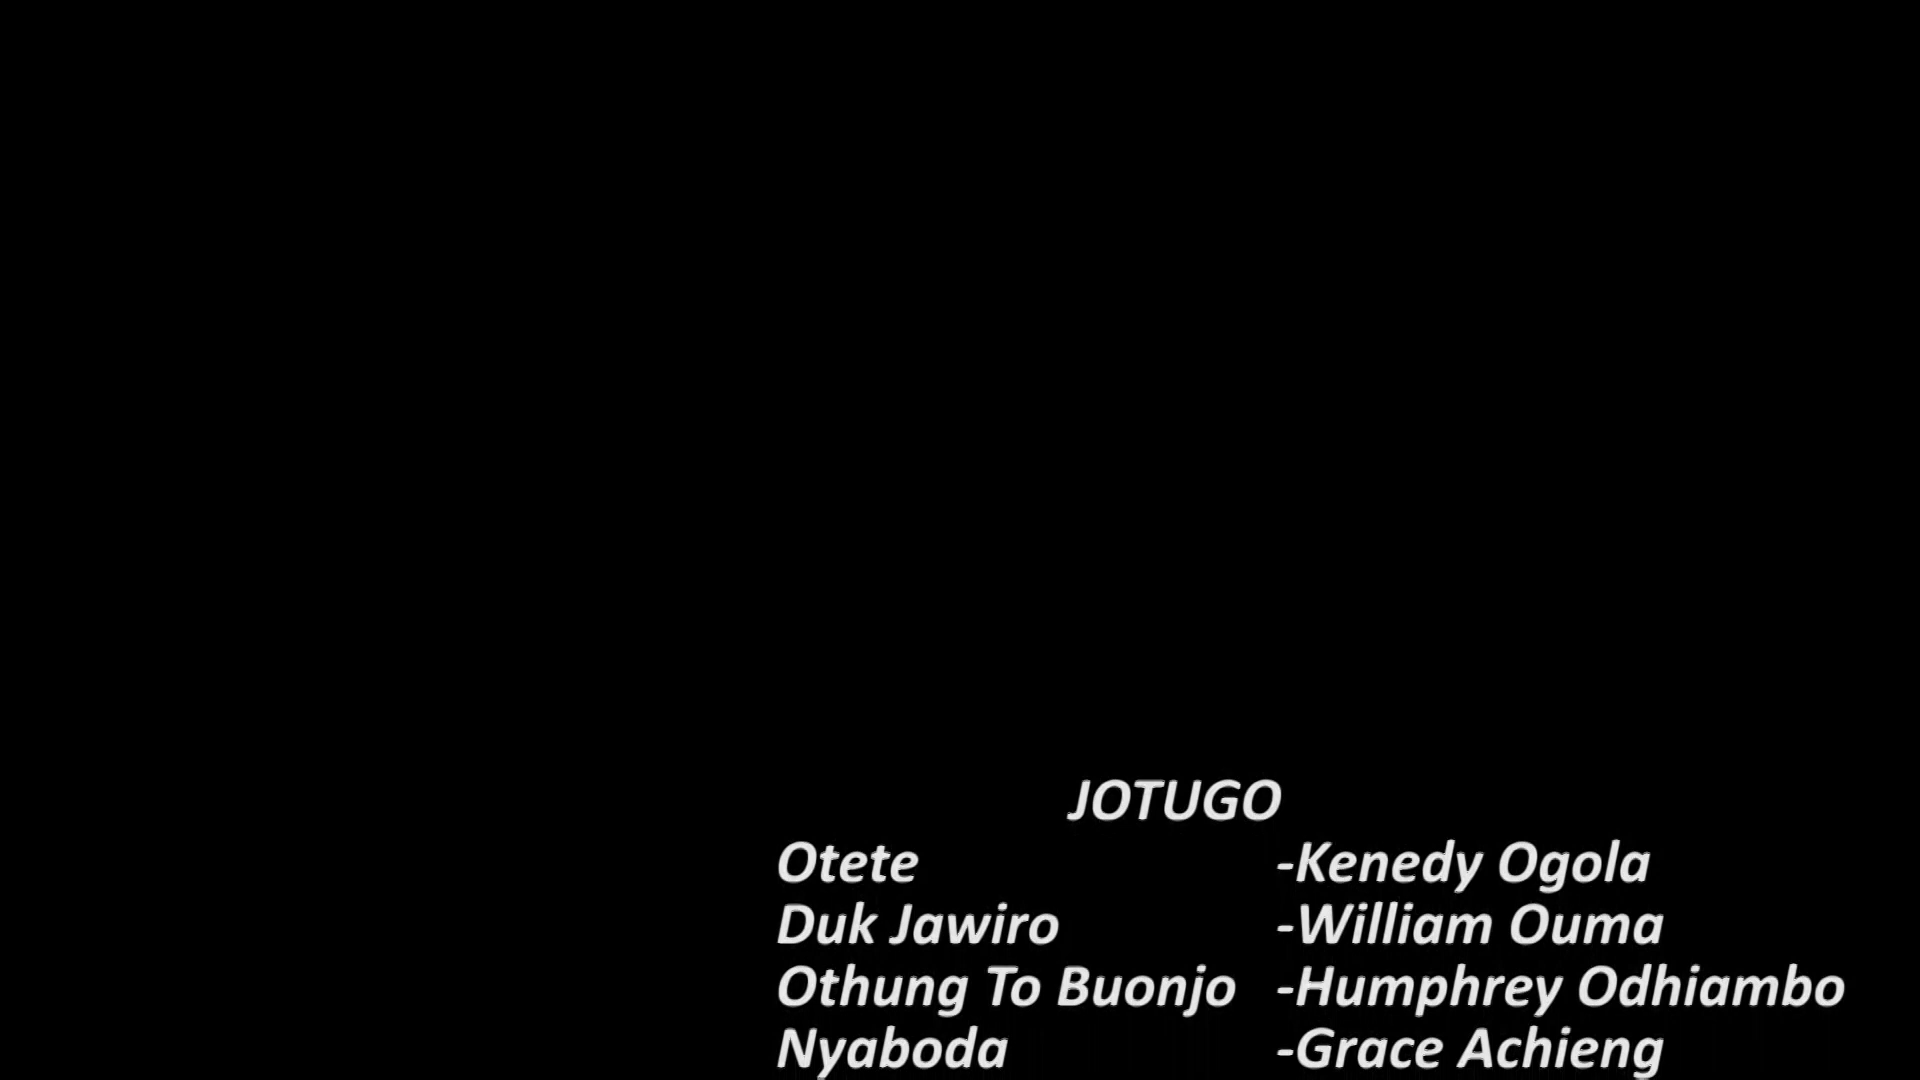 JOTUGO
Otete -Kenedy Ogola
Duk Jawiro -William Ouma
Othung To Buonjo -Humphrey Odhiambo
Nyaboda -Grace Achieng